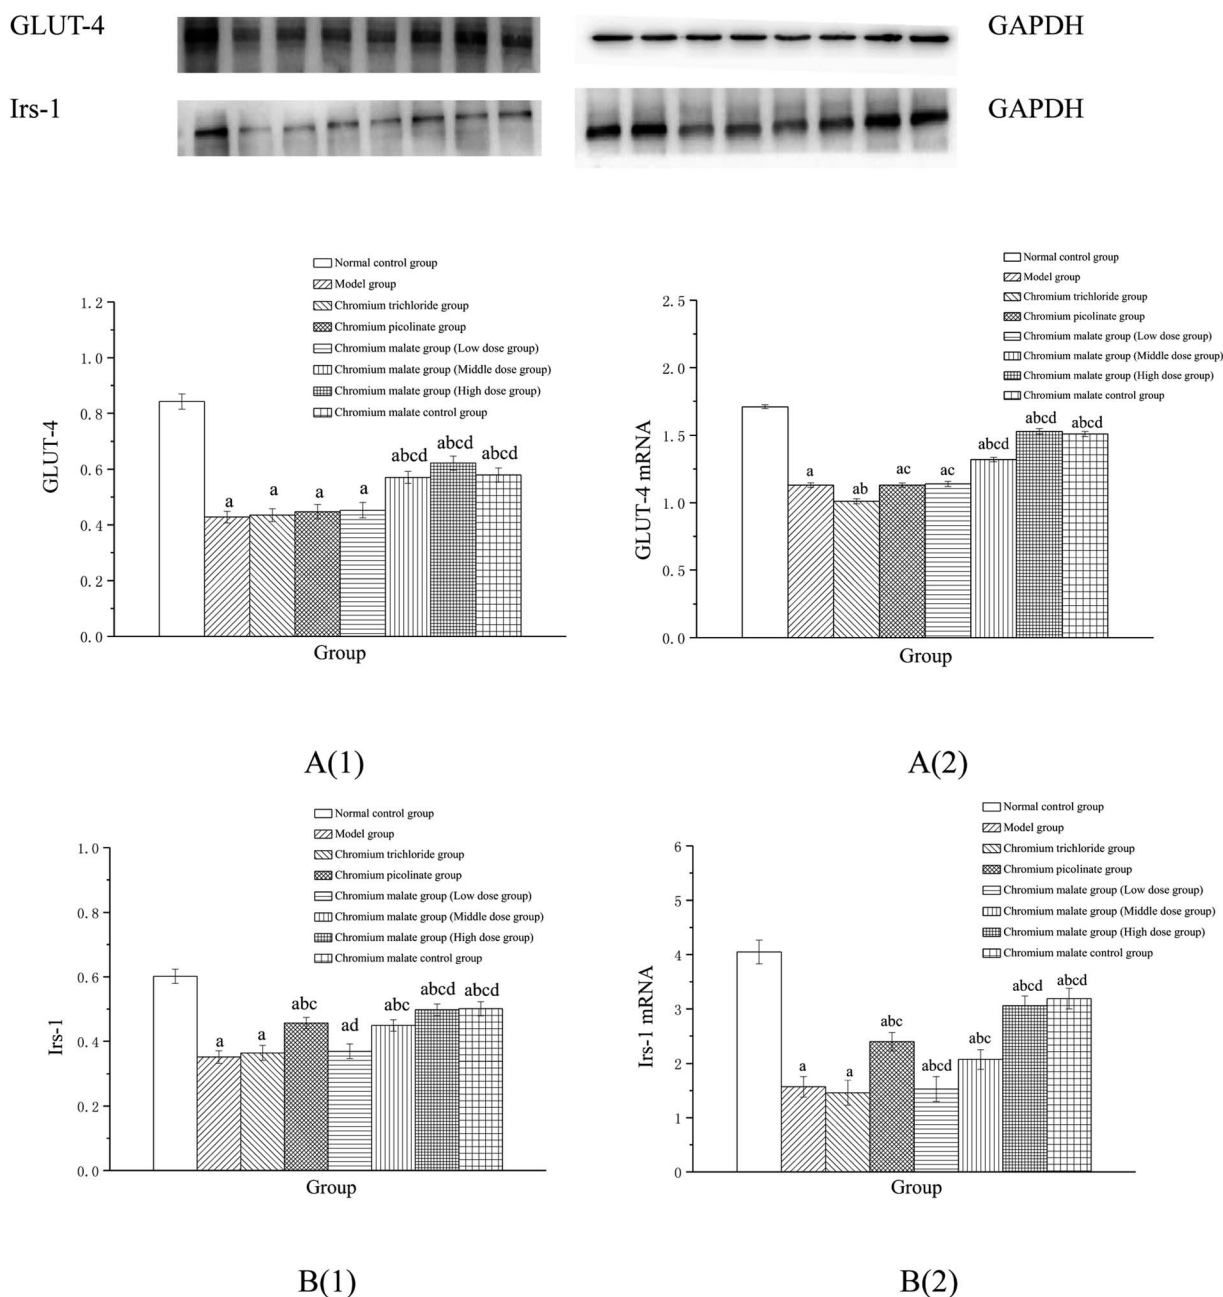 GLUT-4
GAPDH
Irs-1
GAPDH
Normal control group
Model group
Chromium trichloride group
Chromium picolinate group
Chromium malate group (Low dose group)
Chromium malate group (Middle dose group)
Chromium malate group (High dose group)
Chromium malate control group
1.2
1.0
0.8
0.6
0.4
0.2
0.0
GLUT-4
a
a
a
a
abcd
abcd
abcd
Group
A(1)
Normal control group
Model group
Chromium trichloride group
Chromium picolinate group
Chromium malate group (Low dose group)
Chromium malate group (Middle dose group)
Chromium malate group (High dose group)
Chromium malate control group
2.5
2.0
1.5
1.0
0.5
0.0
GLUT-4 mRNA
a
ab
ac
ac
abcd
abcd
abcd
Group
A(2)
Normal control group
Model group
Chromium trichloride group
Chromium picolinate group
Chromium malate group (Low dose group)
Chromium malate group (Middle dose group)
Chromium malate group (High dose group)
Chromium malate control group
1.0
0.8
0.6
0.4
0.2
0.0
Irs-1
a
a
abc
ad
abc
abcd
abcd
Group
B(1)
Normal control group
Model group
Chromium trichloride group
Chromium picolinate group
Chromium malate group (Low dose group)
Chromium malate group (Middle dose group)
Chromium malate group (High dose group)
Chromium malate control group
6
5
4
3
2
1
0
Irs-1 mRNA
a
a
abc
abcd
abc
abcd
abcd
Group
B(2)